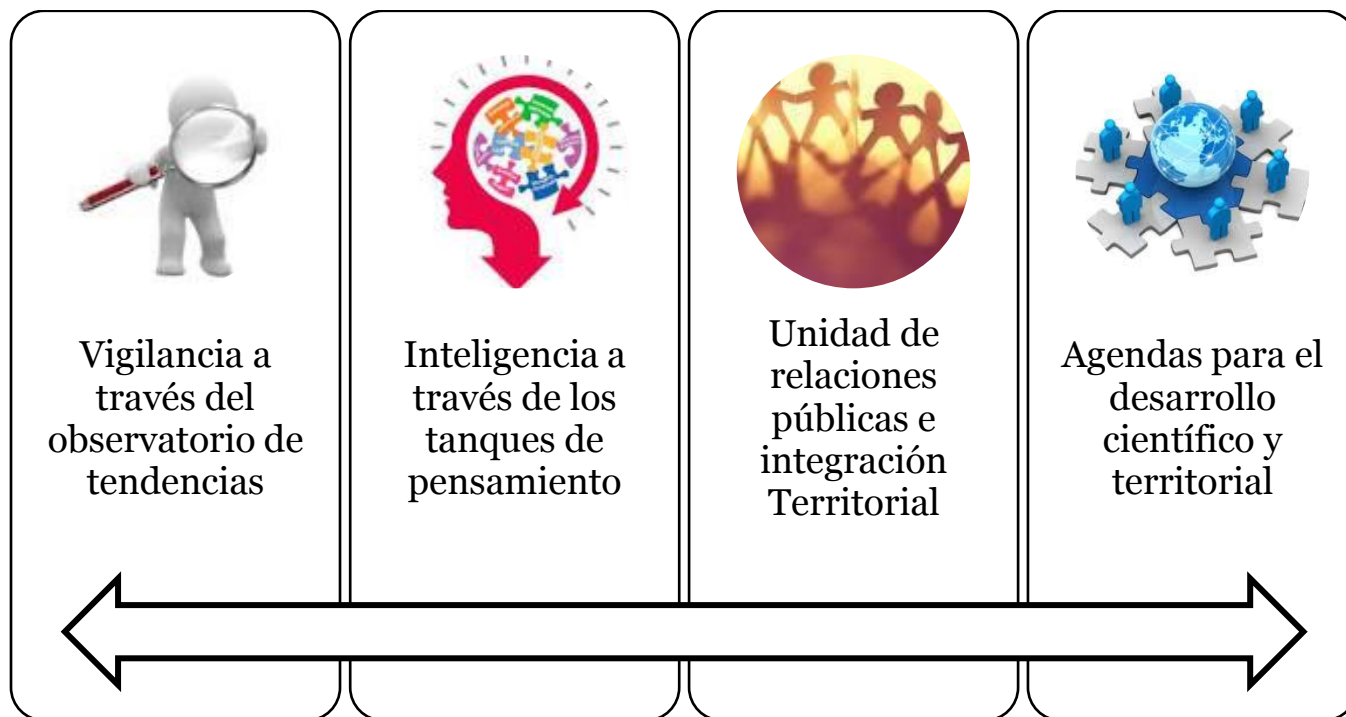 Vigilancia a
través del
observatorio de
tendencias
Inteligencia a
través de los
tanques de
pensamiento
Unidad de
relaciones
públicas e
integración
Territorial
Agendas para el
desarrollo
científico y
territorial